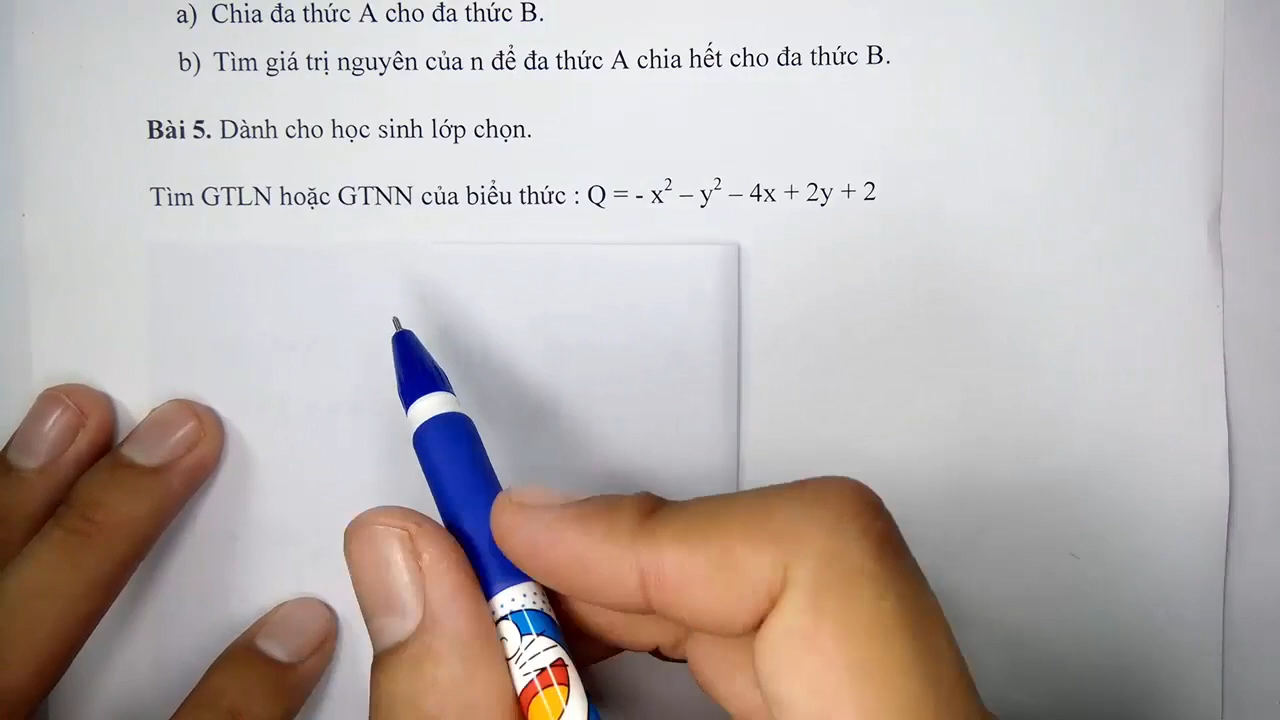 a) Chia đa thức A cho đa thức B.
b) Tìm giá trị nguyên của n để đa thức A chia hết cho đa thức B.
Bài 5. Dành cho học sinh lớp chọn.
Tìm GTLN hoặc GTNN của biểu thức : Q = - x² – y² – 4x + 2y + 2